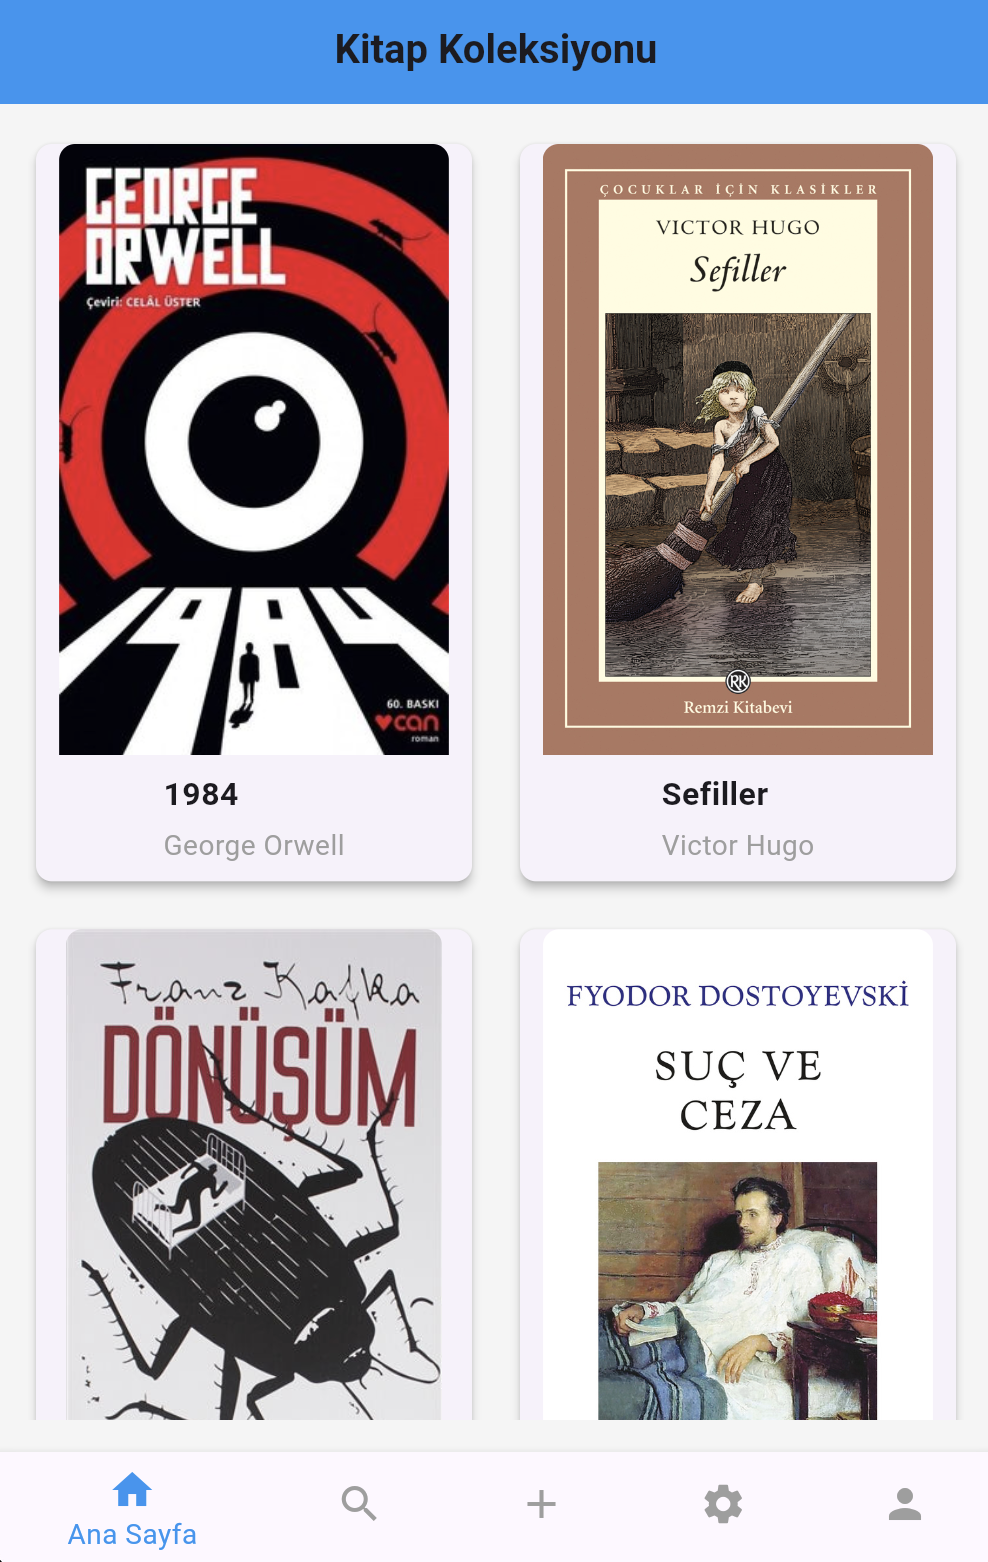 Kitap Koleksiyonu
GEORGE
ORWELL
Çeviri: CELÂL ÜSTER
1984
60. BASKI
can
roman
1984
George Orwell
ÇOCUKLAR İÇİN KLASİKLER
VICTOR HUGO
Sefiller
RK
Remzi Kitabevi
Sefiller
Victor Hugo
Franz Kafka
DÖNÜŞÜM
FYODOR DOSTOYEVSKİ
SUÇ VE
CEZA
Ana Sayfa